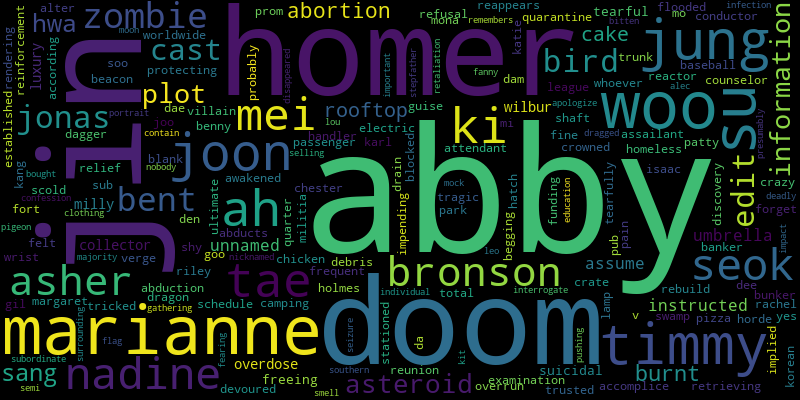 hwa
alter
zombie
prom
abortion
tearful
refusal
mona
reappears
quarantine
flooded
mo
conductor
remembers
bitten
infection
worldwide
soo
beacon
protecting
cast
plot
probably
disappeared
homer
important
stepfather
retaliation
fanny
katie
dam
bird
cake
trunk
jung
baseball
league
whoever
reactor
counselor
information
rendering
reinforcement
luxury
according
established
moon
portrait
jin
jonas
dae
villain
dagger
joo
benny
contain
relief
blank
nobody
mei
rooftop
guise
wilbur
electric
lou
handler
karl
passenger
selling
blocked
ki
mi
attendant
shaft
fine
crowned
apologize
dragged
alec
woo
su
assailant
homeless
patty
deadly
presumably
kang
bought
confession
scold
sub
awakened
milly
joon
chester
drain
impending
abby
hatch
begging
funding
education
tearfully
isaac
discovery
edit
crazy
forget
fort
clothing
pigeon
felt
majority
verge
bent
den
ah
ultimate
quarter
militia
tragic
park
mock
pub
pain
umbrella
banker
impact
collector
shy
unnamed
abducts
goo
chicken
debris
leo
assume
seok
wrist
nicknamed
riley
asher
abduction
frequent
tae
holmes
bronson
crate
rebuild
dee
bunker
gil
margaret
tricked
dragon
gathering
schedule
camping
individual
total
interrogate
instructed
rachel
v
swamp
pizza
horde
yes
marianne
surrounding
flag
fearing
seizure
stationed
da
doom
kit
pushing
lamp
timmy
implied
korean
subordinate
overdose
southern
reunion
examination
suicidal
burnt
sang
semi
nadine
freeing
devoured
smell
asteroid
overrun
trusted
accomplice
retrieving